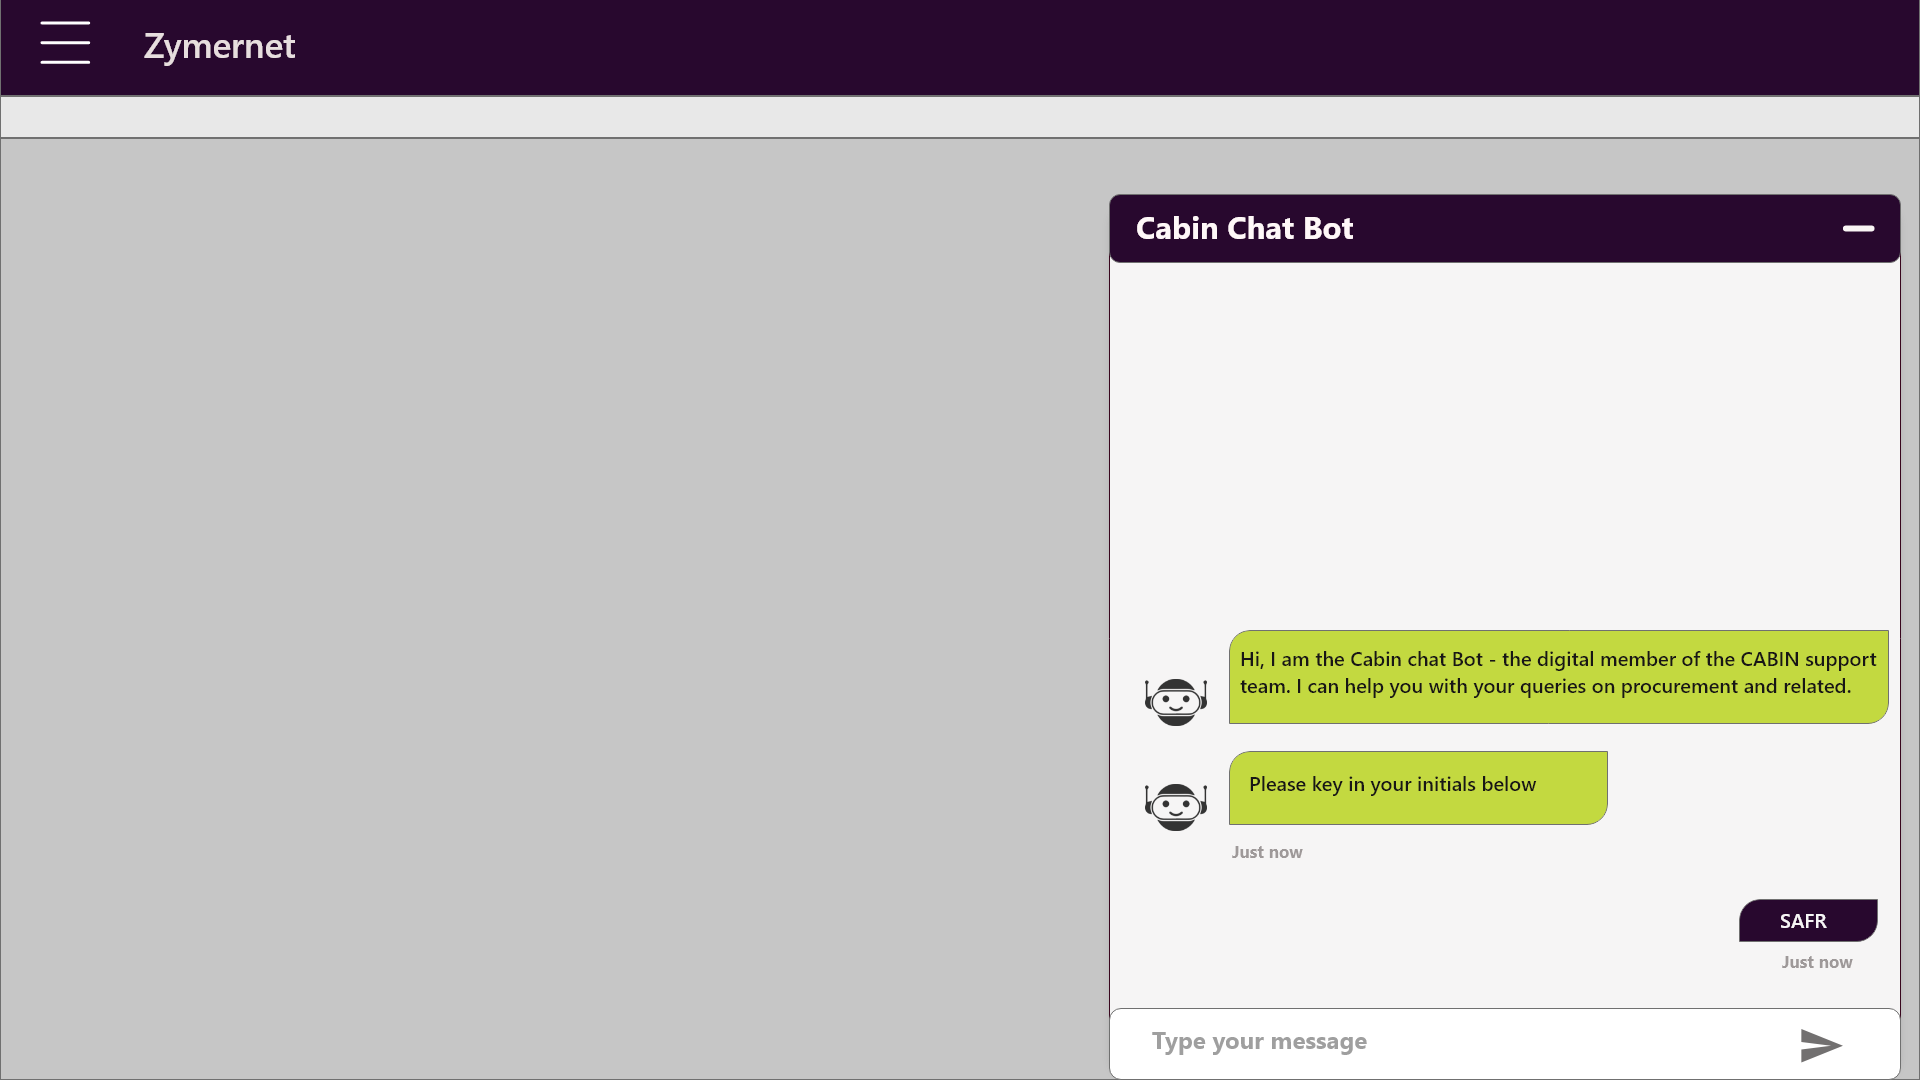 Zymernet
Cabin Chat Bot
Hi, I am the Cabin chat Bot - the digital member of the CABIN support
team. I can help you with your queries on procurement and related.
Please key in your initials below
Just now
SAFR
Just now
Type your message